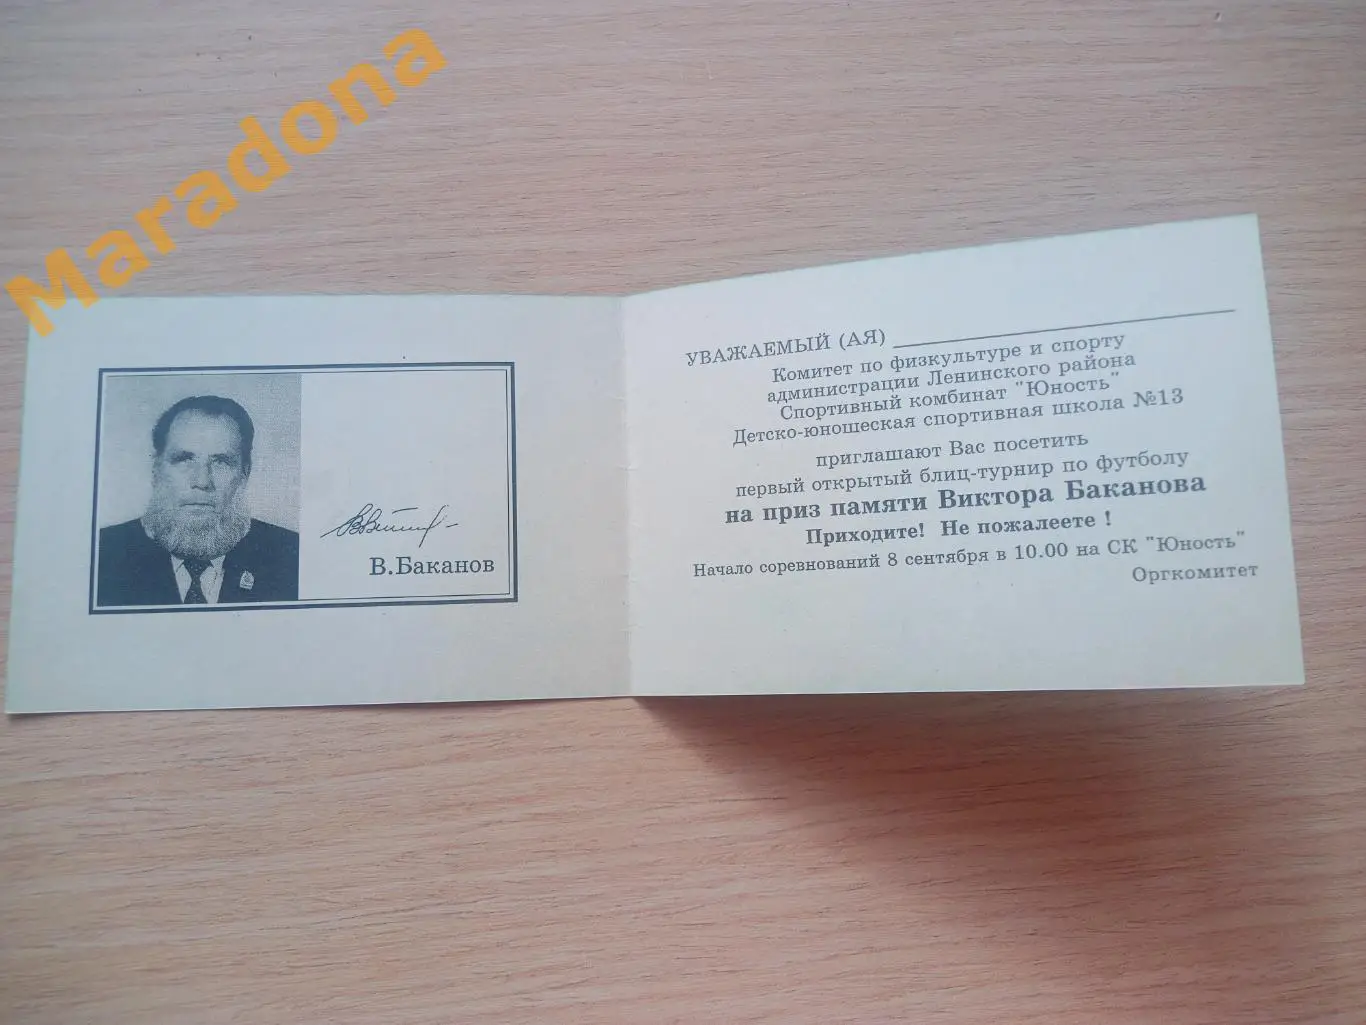 Maradona
В.Баканов
УВАЖАЕМЫЙ (АЯ)
Комитет по физкультуре и спорту
администрации Ленинского района
Спортивный комбинат "Юность"
Детско-юношеская спортивная школа №13
приглашают Вас посетить
первый открытый блиц-турнир по футболу
на приз памяти Виктора Баканова
Приходите! Не пожалеете !
Начало соревнований 8 сентября в 10.00 на СК "Юность"
Оргкомитет